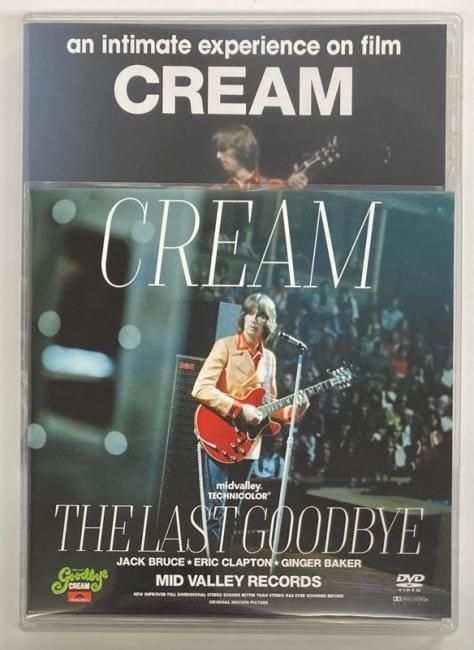 an intimate experience on film
CREAM
CREAM
midvalley
TECHNICOLOR®
THE LAST GOODBYE
JACK BRUCE★ERIC CLAPTON★GINGER BAKER
MID VALLEY RECORDS
NEW IMPROVED FULL DIMENSIONAL STEREO SOUNDS BETTER THAN STEREO HAS EVER SOUNDED BEFORE!
ORIGINAL MOTION PICTURE
Goodbye
CREAM
DVD
VIDEO